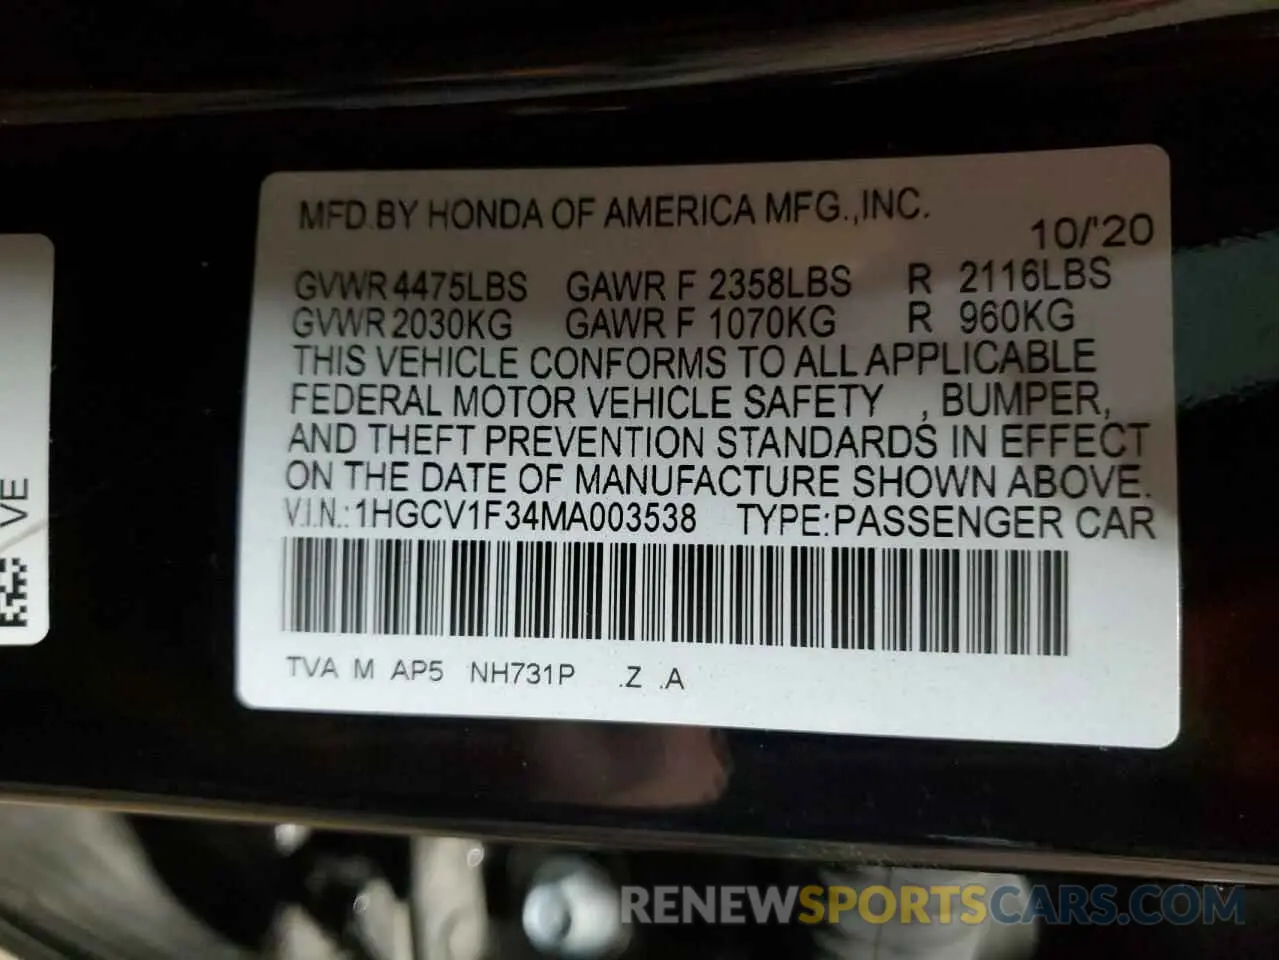 MFD.BY HONDA OF AMERICA MFG.,INC.
10/'20
GVWR 4475LBS GAWR F 2358LBS R 2116LBS
GVWR 2030KG GAWR F 1070KG R 960KG
THIS VEHICLE CONFORMS TO ALL APPLICABLE
FEDERAL MOTOR VEHICLE SAFETY , BUMPER,
AND THEFT PREVENTION STANDARDS IN EFFECT
ON THE DATE OF MANUFACTURE SHOWN ABOVE.
V.I.N.:1HGCV1F34MA003538 TYPE:PASSENGER CAR
TVA M AP5 NH731P .Z .A
VE
RENEWSPORTSCARS.COM